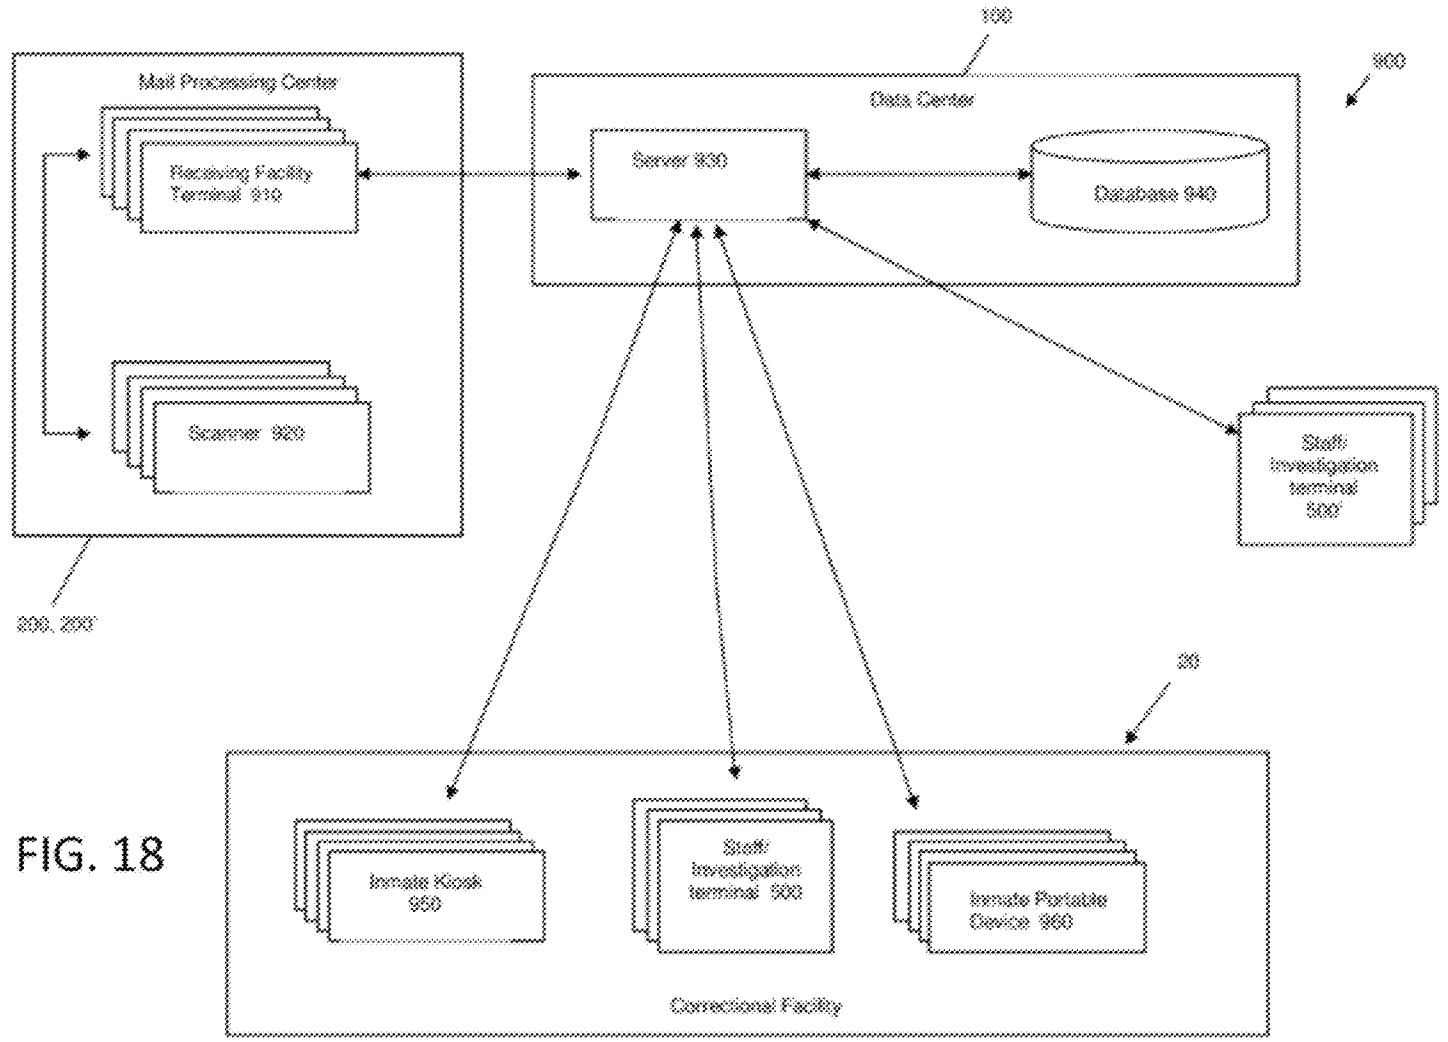 100
900
Mail Processing Center
Data Center
Receiving Facility
Terminal 910
Server 930
Database 940
Scanner 920
Staff/
Investigation
terminal
500'
200, 200'
20
FIG. 18
Inmate Kiosk
950
Staff/
Investigation
terminal 500
Inmate Portable
Device 960
Correctional Facility